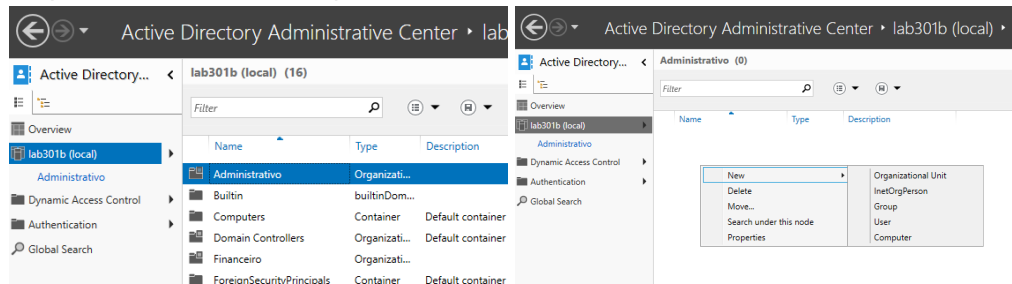 Active Directory Administrative Center • lab
Active Directory...
Overview
lab301b (local)
Administrativo
Dynamic Access Control
Authentication
Global Search
lab301b (local) (16)
Filter
Name Type Description
Administrativo Organizati...
Builtin builtinDom...
Computers Container Default container
Domain Controllers Organizati... Default container
Financeiro Organizati...
ForeignSecurityPrincipals Container Default container
Active Directory Administrative Center • lab301b (local) •
Active Directory...
Overview
lab301b (local)
Administrativo
Dynamic Access Control
Authentication
Global Search
Administrativo (0)
Filter
Name Type Description
New
Delete
Move...
Search under this node
Properties
Organizational Unit
InetOrgPerson
Group
User
Computer